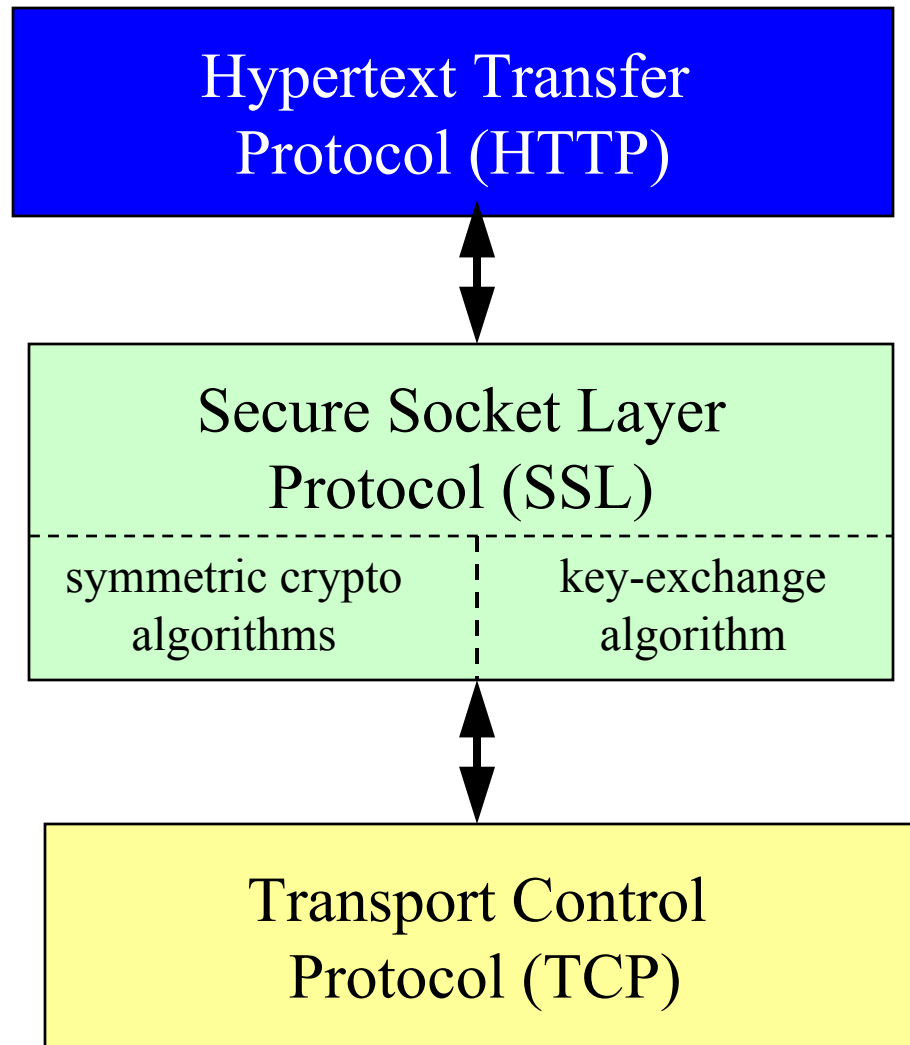 Hypertext Transfer
Protocol (HTTP)
Secure Socket Layer
Protocol (SSL)
symmetric crypto
algorithms
key-exchange
algorithm
Transport Control
Protocol (TCP)